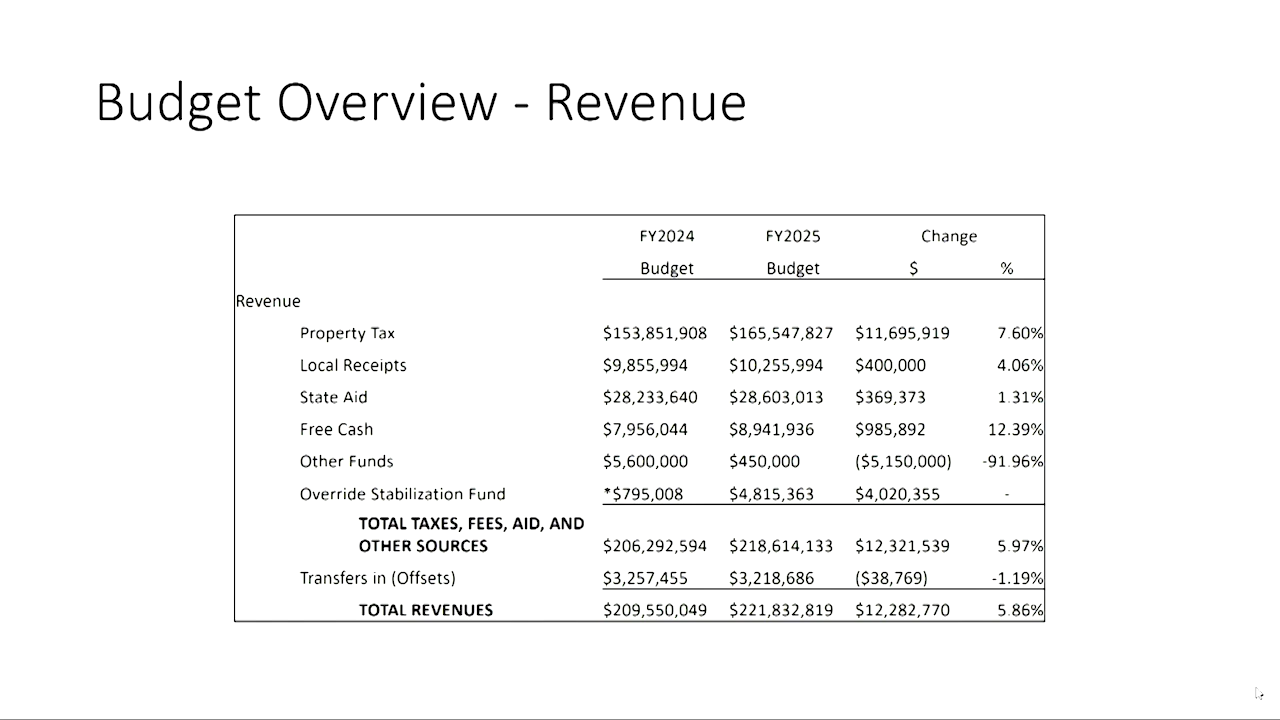 Budget Overview - Revenue
FY2024 FY2025 Change
Budget Budget $ %
Revenue
Property Tax $153,851,908 $165,547,827 $11,695,919 7.60%
Local Receipts $9,855,994 $10,255,994 $400,000 4.06%
State Aid $28,233,640 $28,603,013 $369,373 1.31%
Free Cash $7,956,044 $8,941,936 $985,892 12.39%
Other Funds $5,600,000 $450,000 ($5,150,000) -91.96%
Override Stabilization Fund *$795,008 $4,815,363 $4,020,355 -
TOTAL TAXES, FEES, AID, AND
OTHER SOURCES $206,292,594 $218,614,133 $12,321,539 5.97%
Transfers in (Offsets) $3,257,455 $3,218,686 ($38,769) -1.19%
TOTAL REVENUES $209,550,049 $221,832,819 $12,282,770 5.86%